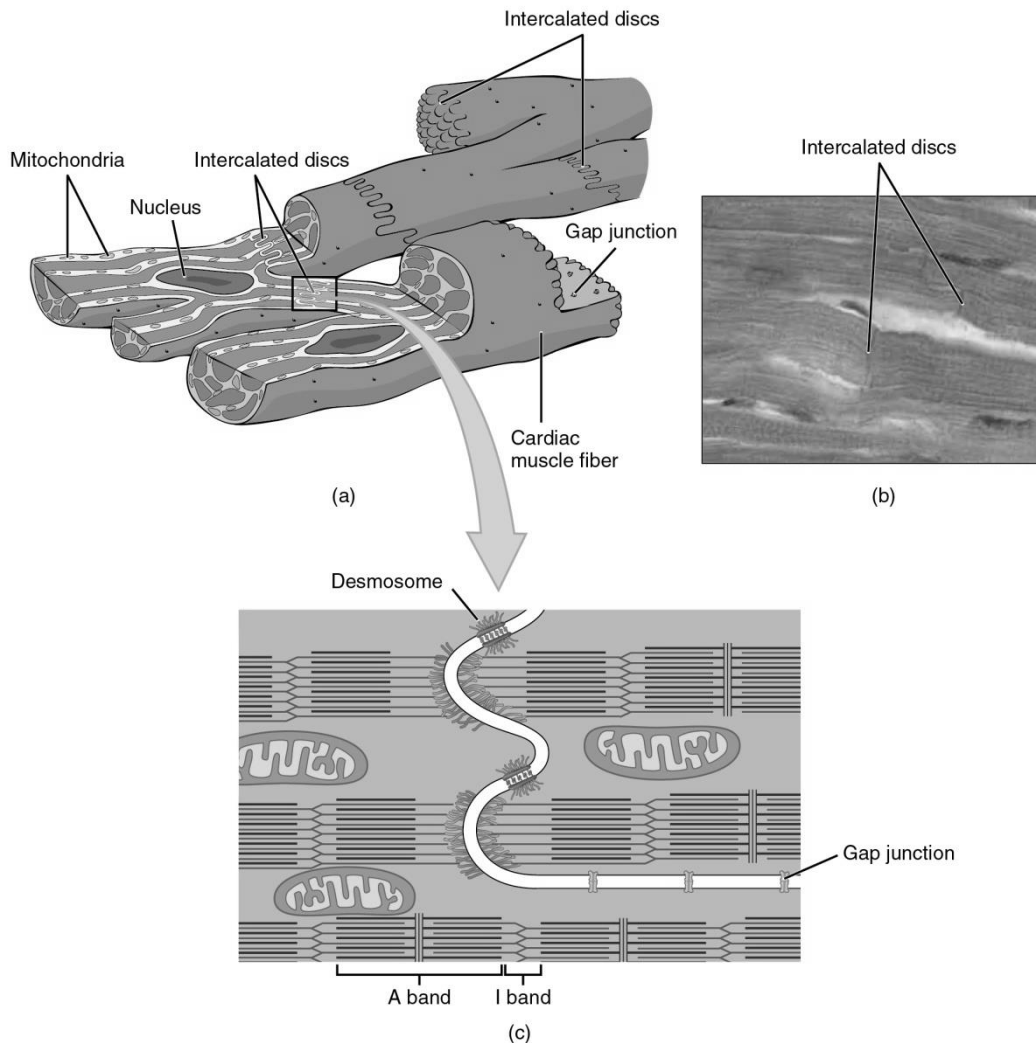 Intercalated discs
Mitochondria
Intercalated discs
Nucleus
Intercalated discs
Gap junction
Cardiac
muscle fiber
(a)
(b)
Desmosome
Gap junction
A band
I band
(c)